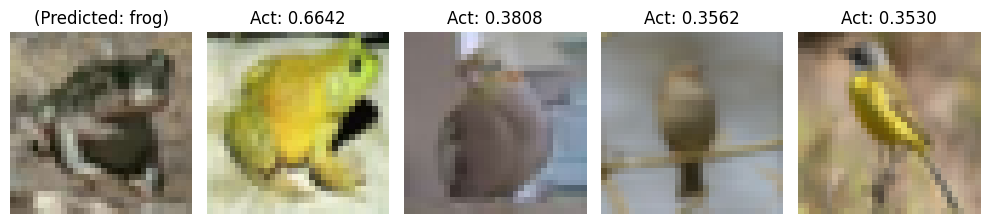 (Predicted: frog)
Act: 0.6642
Act: 0.3808
Act: 0.3562
Act: 0.3530